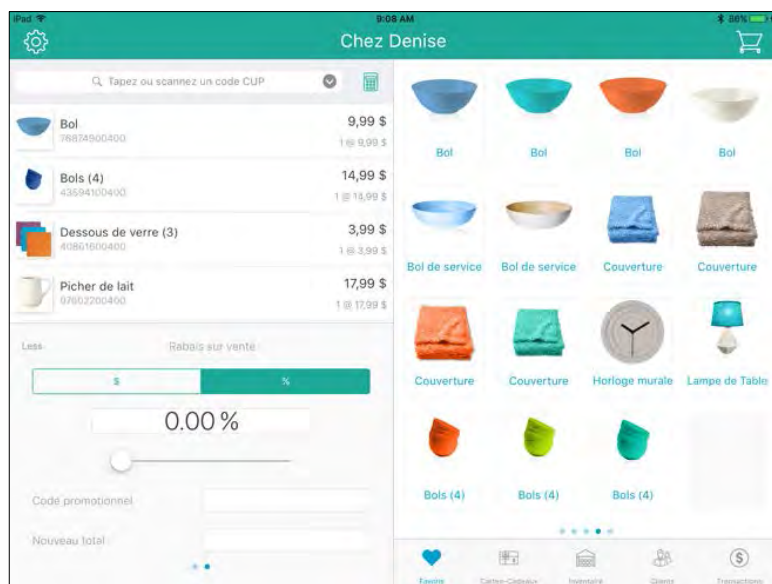 iPad 9:08 AM 86%
Chez Denise
Tapez ou scannez un code CUP
Bol 9,99 $
76874900400 1 @ 9,99 $
Bols (4) 14,99 $
43594100400 1 @ 14,99 $
Dessous de verre (3) 3,99 $
40861600400 1 @ 3,99 $
Picher de lait 17,99 $
07602200400 1 @ 17,99 $
Less Rabais sur vente
$ %
0.00 %
Code promotionnel
Nouveau total
Bol Bol Bol Bol
Bol de service Bol de service Couverture Couverture
Couverture Couverture Horloge murale Lampe de Table
Bols (4) Bols (4) Bols (4)
$
Favoris Cartes-Cadeaux Inventaire Clients Transactions